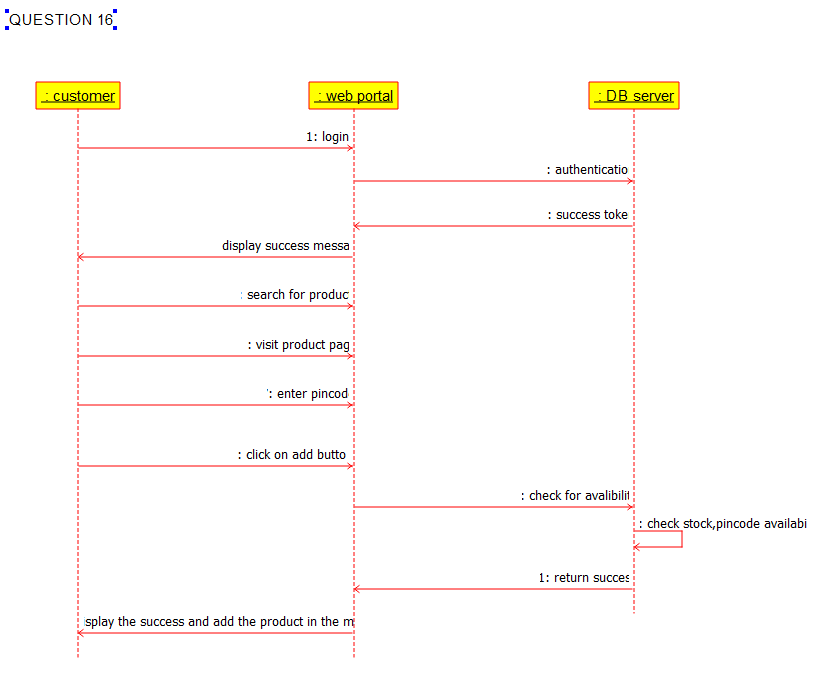 QUESTION 16
: customer
: web portal
: DB server
1: login
: authenticatio
: success toke
display success messa
: search for produc
: visit product pag
: enter pincod
: click on add butto
: check for avalibilit
: check stock,pincode availabi
1: return succes
splay the success and add the product in the m